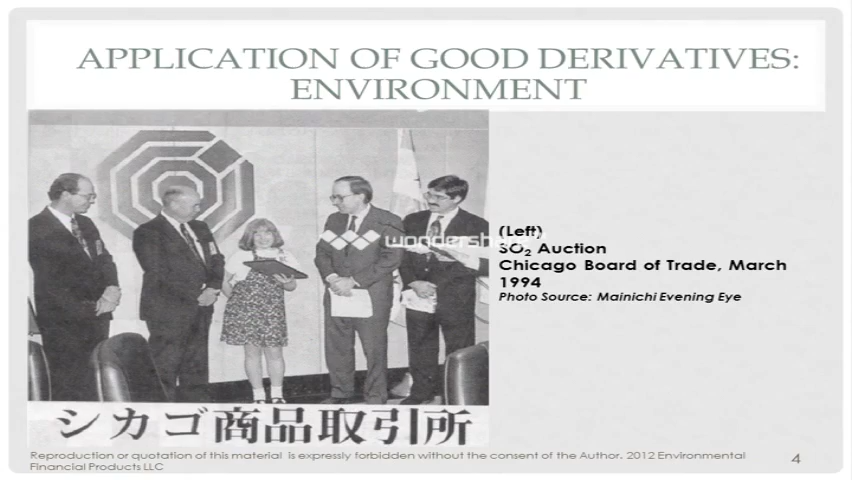 APPLICATION OF GOOD DERIVATIVES:
ENVIRONMENT
(Left)
SO₂ Auction
Chicago Board of Trade, March
1994
Photo Source: Mainichi Evening Eye
シカゴ商品取引所
Reproduction or quotation of this material is expressly forbidden without the consent of the Author. 2012 Environmental
Financial Products LLC
4